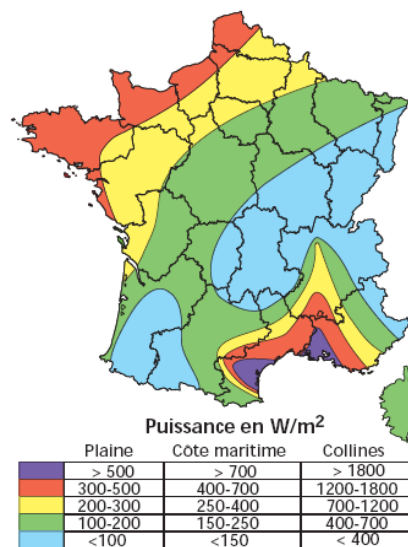 Puissance en W/m²
Plaine Côte maritime Collines
> 500 > 700 > 1800
300-500 400-700 1200-1800
200-300 250-400 700-1200
100-200 150-250 400-700
<100 <150 < 400